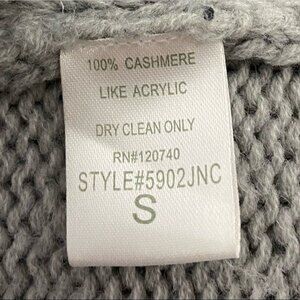 100% CASHMERE
LIKE ACRYLIC
DRY CLEAN ONLY
RN#120740
STYLE#5902JNC
S